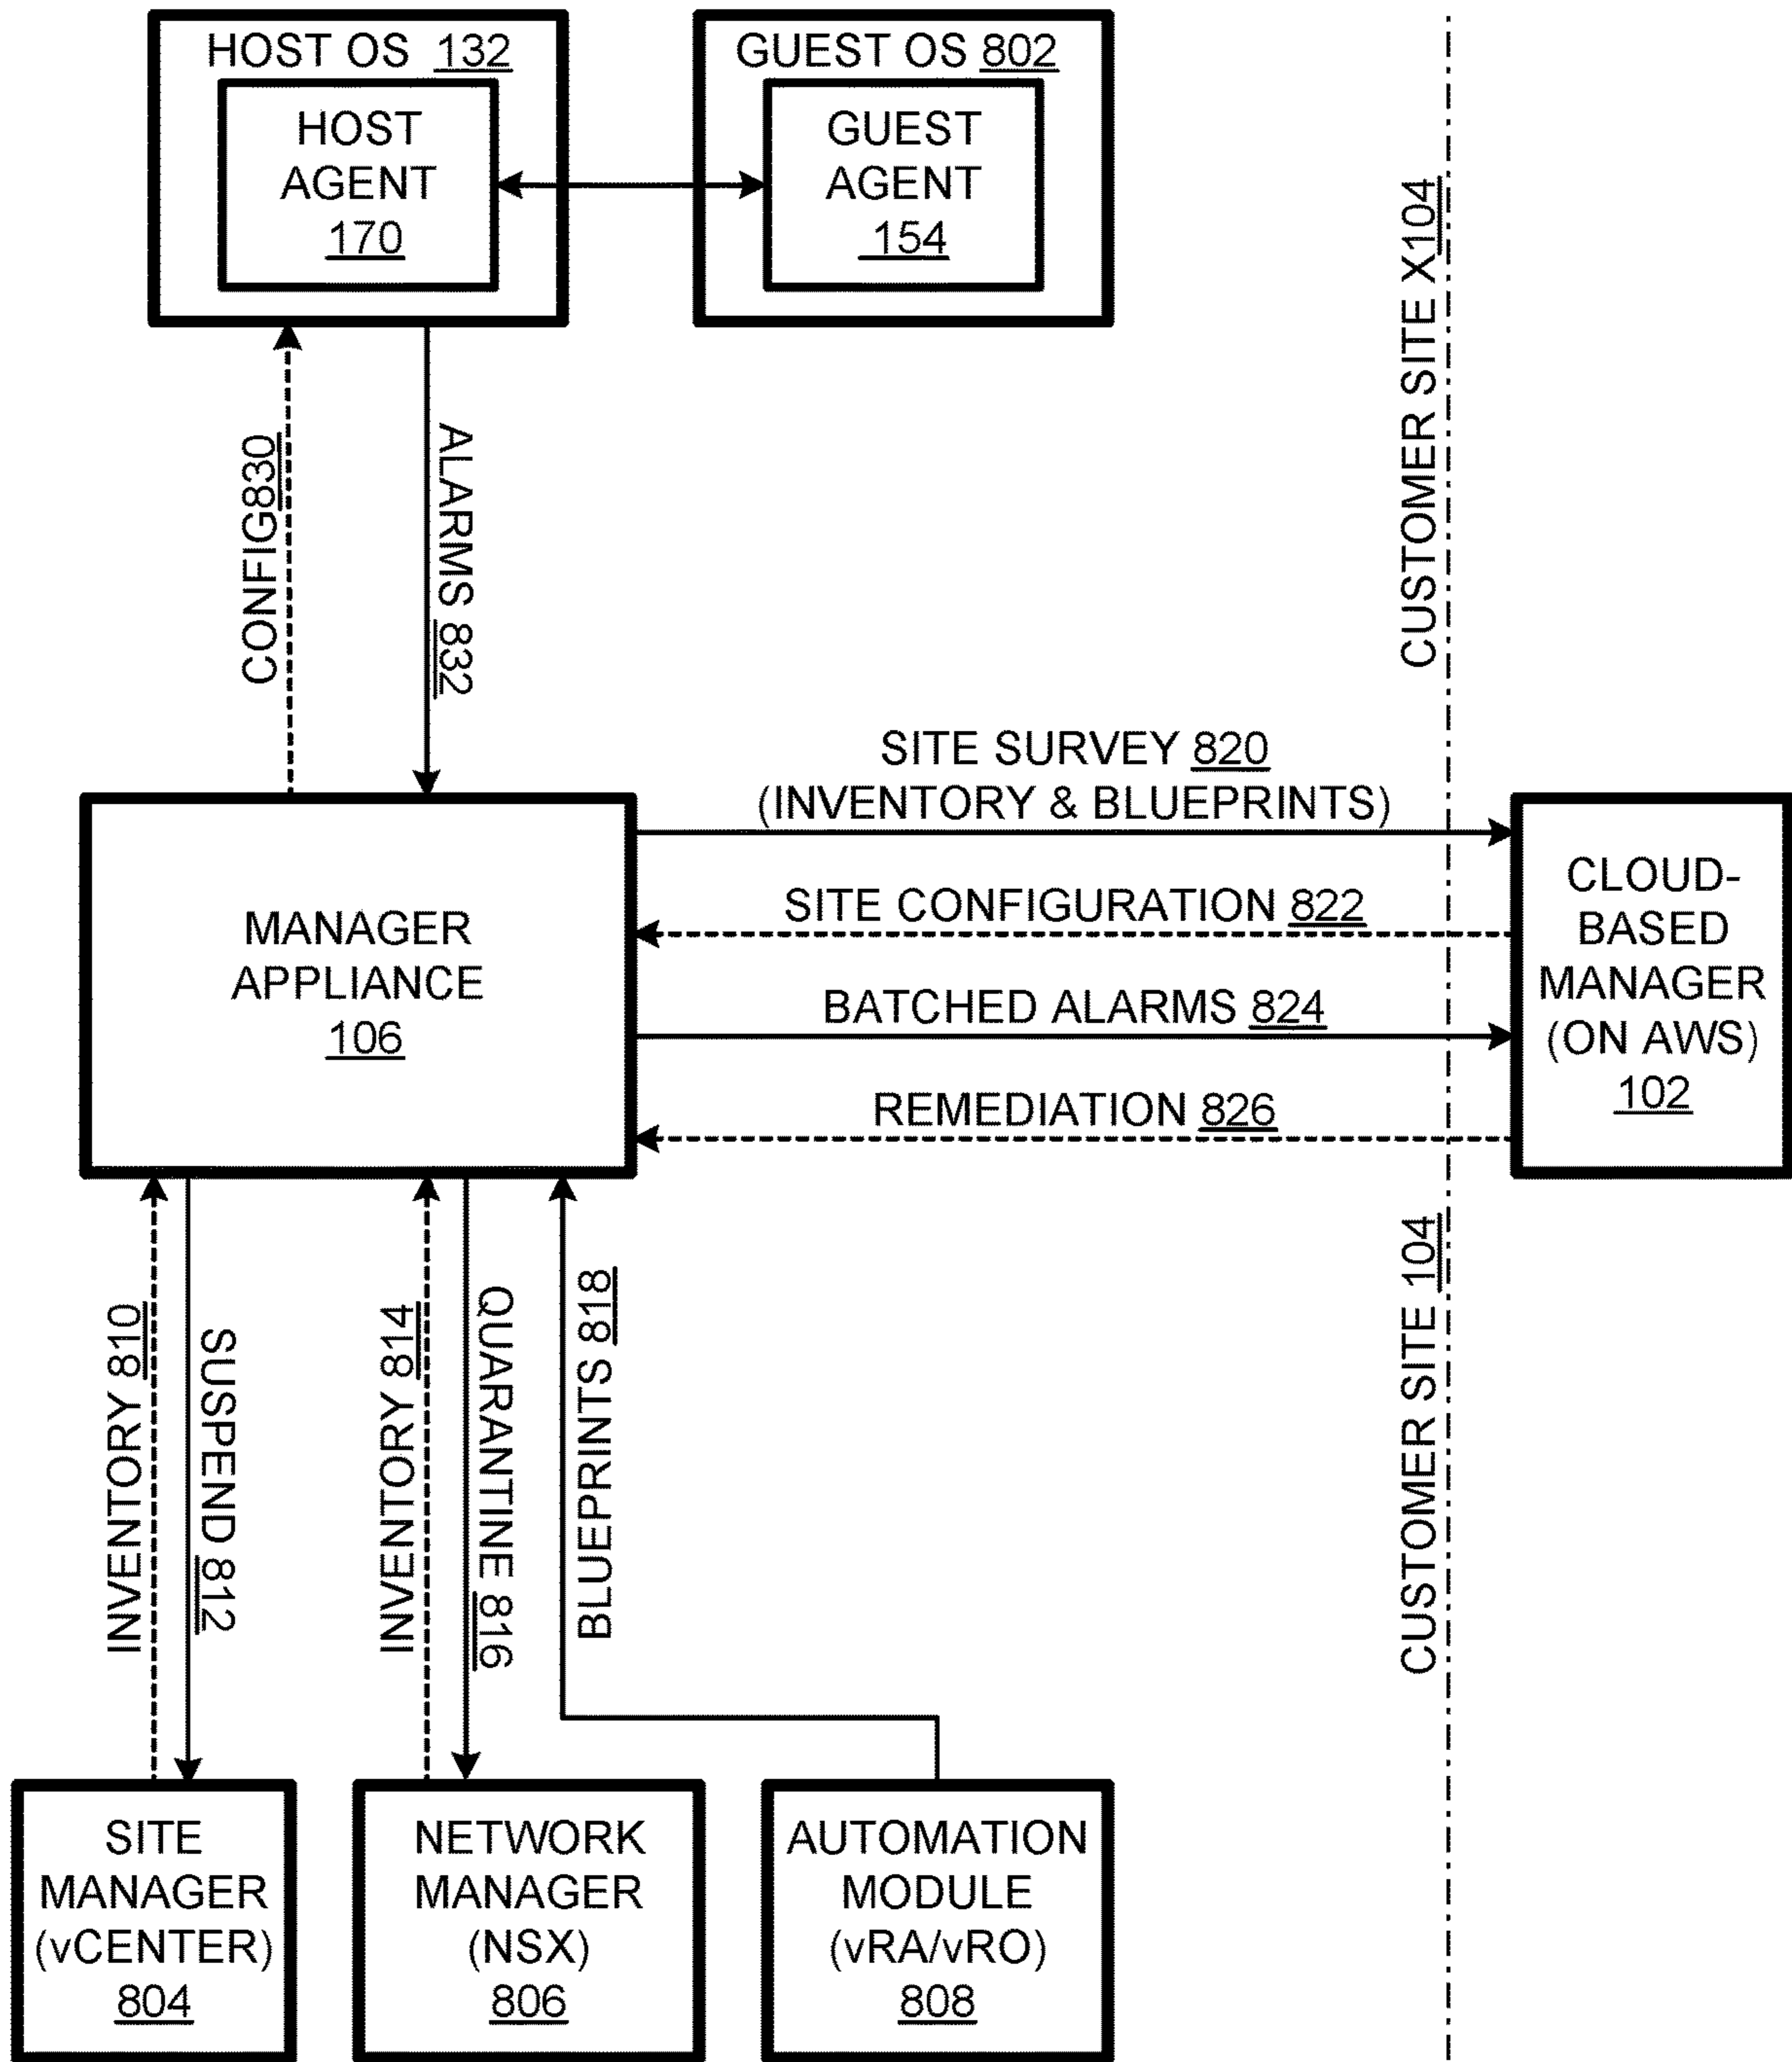 HOST OS 132
HOST
AGENT
170
GUEST OS 802
GUEST
AGENT
154
CUSTOMER SITE X104
CONFIG830
ALARMS 832
SITE SURVEY 820
(INVENTORY & BLUEPRINTS)
SITE CONFIGURATION 822
BATCHED ALARMS 824
REMEDIATION 826
MANAGER
APPLIANCE
106
CLOUD-
BASED
MANAGER
(ON AWS)
102
INVENTORY 810
SUSPEND 812
INVENTORY 814
QUARANTINE 816
BLUEPRINTS 818
CUSTOMER SITE 104
SITE
MANAGER
(vCENTER)
804
NETWORK
MANAGER
(NSX)
806
AUTOMATION
MODULE
(vRA/vRO)
808